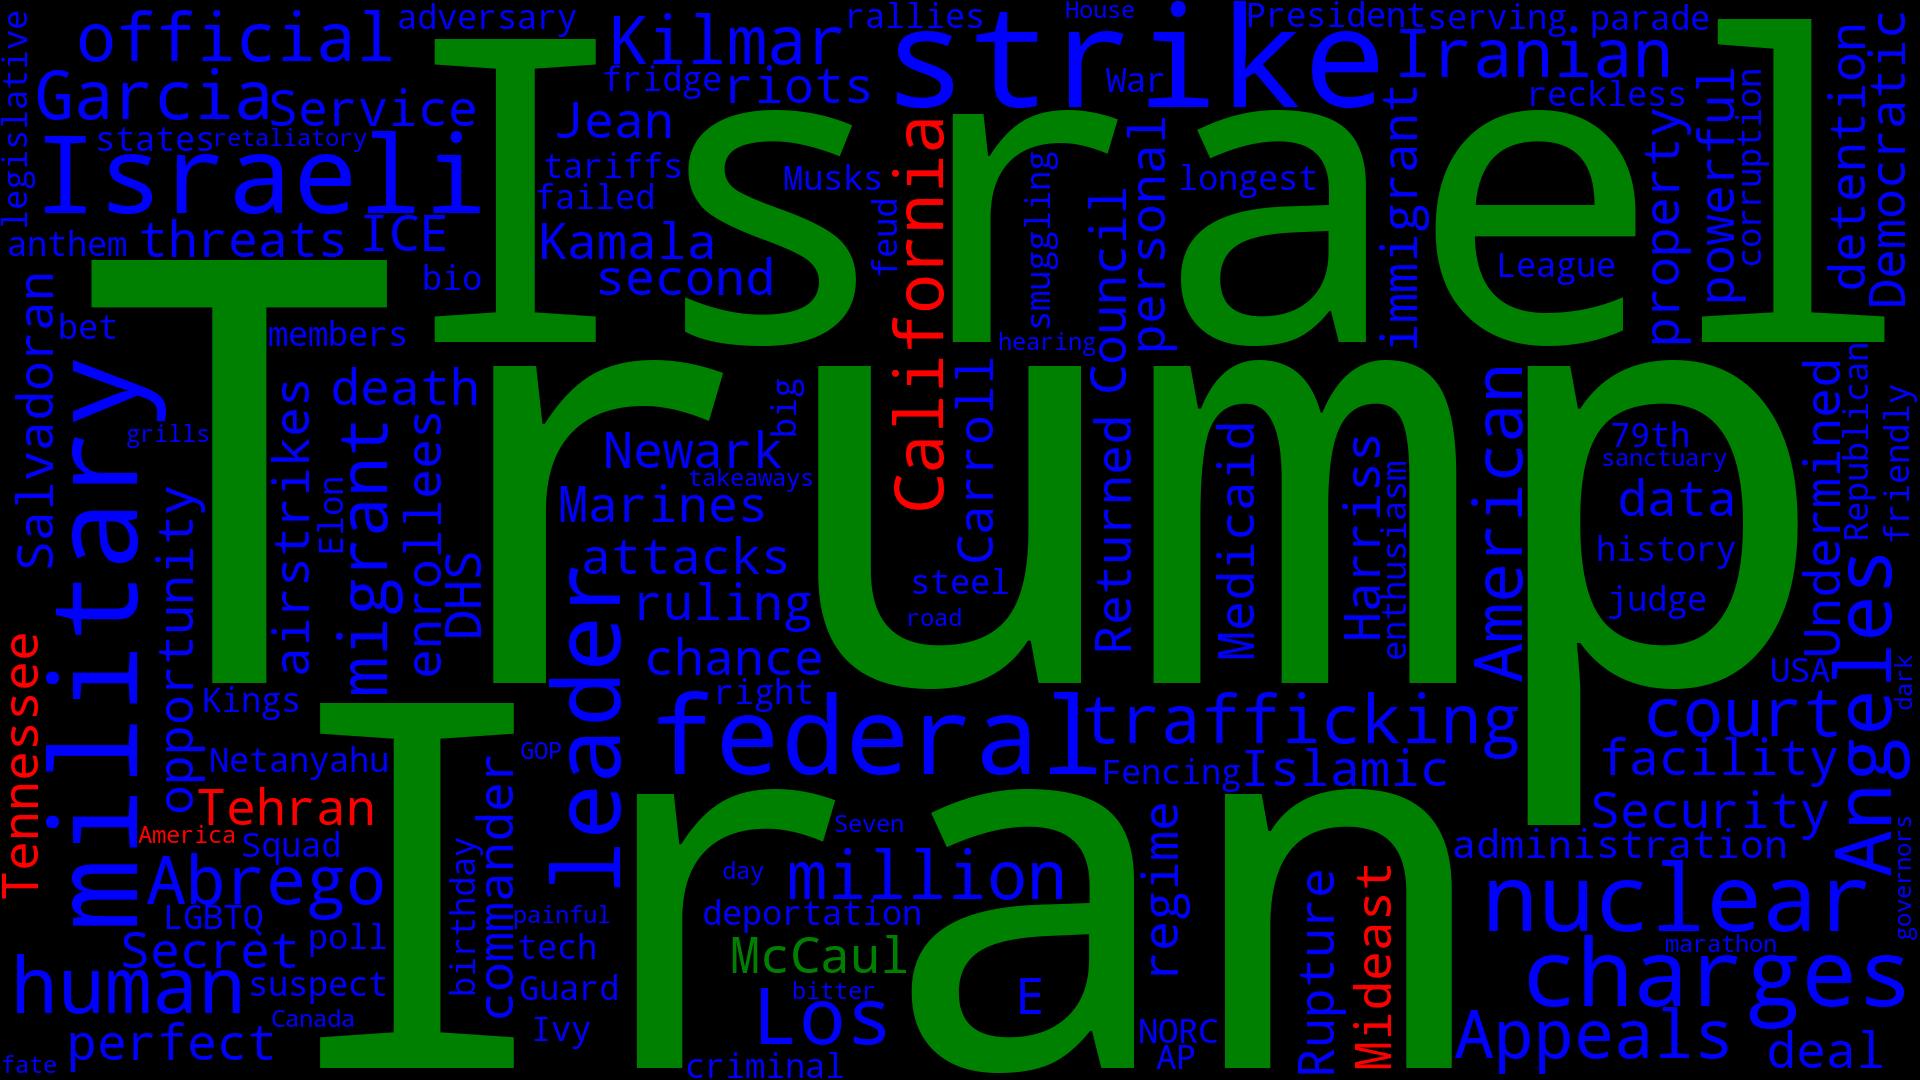 legislative
official
adversary
Kilmar
rallies
House
strike
President
serving
parade
Garcia
Service
fridge
riots
War
Iranian
reckless
Israel
states
retaliatory
Jean
Israeli
tariffs
Musks
longest
failed
California
smuggling
Council
personal
immigrant
property
powerful
corruption
detention
Democratic
anthem
threats
ICE
Kamala
second
feud
League
bio
Salvadoran
bet
members
hearing
Trump
military
grills
airstrikes
death
Elon
migrant
enrollees
DHS
Newark
big
takeaways
Marines
attacks
ruling
chance
right
Carroll
steel
road
Returned
Medicaid
Harriss
enthusiasm
American
79th
sanctuary
data
history
judge
Undermined
Republican
friendly
Angeles
USA
dark
Tennessee
opportunity
Kings
leader
federal
trafficking
court
Netanyahu
GOP
Fencing
Islamic
facility
Iran
Tehran
America
Squad
Seven
Security
administration
Abrego
day
million
regime
Rupture
Mideast
nuclear
governors
LGBTQ
birthday
commander
painful
deportation
Secret
poll
tech
McCaul
marathon
human
suspect
Guard
bitter
E
charges
Canada
Ivy
Los
NORC
Appeals
perfect
deal
fate
criminal
AP